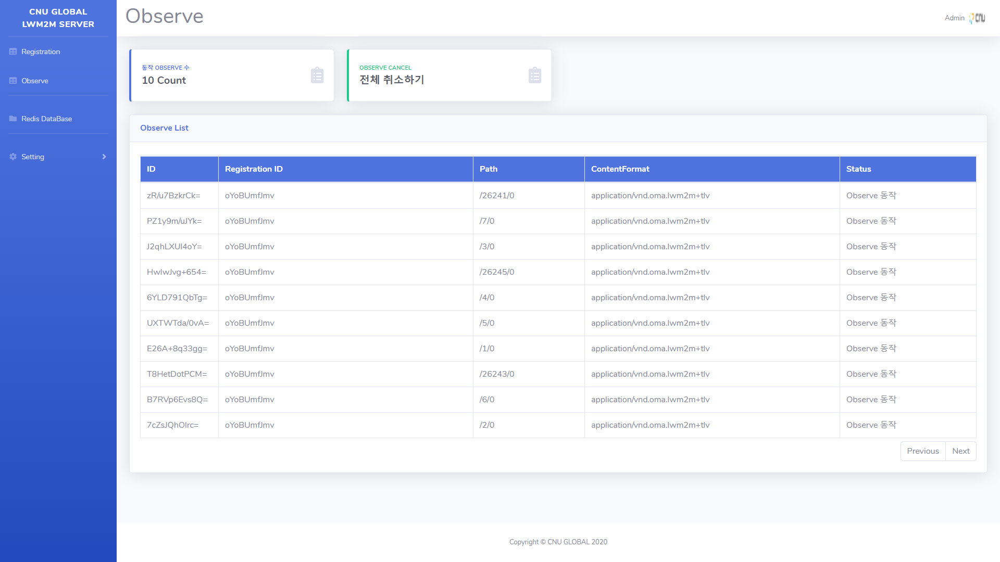 CNU GLOBAL
LWM2M SERVER
Observe
Admin
cnu
Registration
Observe
Redis DataBase
Setting
동작 OBSERVE 수
10 Count
OBSERVE CANCEL
전체 취소하기
Observe List
ID Registration ID Path ContentFormat Status
zR/u7BzkrCk= oYoBUmfJmv /26241/0 application/vnd.oma.lwm2m+tlv Observe 동작
PZ1y9m/uJYk= oYoBUmfJmv /7/0 application/vnd.oma.lwm2m+tlv Observe 동작
J2qhLXUI4oY= oYoBUmfJmv /3/0 application/vnd.oma.lwm2m+tlv Observe 동작
HwIwJvg+654= oYoBUmfJmv /26245/0 application/vnd.oma.lwm2m+tlv Observe 동작
6YLD791QbTg= oYoBUmfJmv /4/0 application/vnd.oma.lwm2m+tlv Observe 동작
UXTWTda/0vA= oYoBUmfJmv /5/0 application/vnd.oma.lwm2m+tlv Observe 동작
E26A+8q33gg= oYoBUmfJmv /1/0 application/vnd.oma.lwm2m+tlv Observe 동작
T8HetDotPCM= oYoBUmfJmv /26243/0 application/vnd.oma.lwm2m+tlv Observe 동작
B7RVp6Evs8Q= oYoBUmfJmv /6/0 application/vnd.oma.lwm2m+tlv Observe 동작
7cZsJQhOIrc= oYoBUmfJmv /2/0 application/vnd.oma.lwm2m+tlv Observe 동작
Previous Next
Copyright © CNU GLOBAL 2020